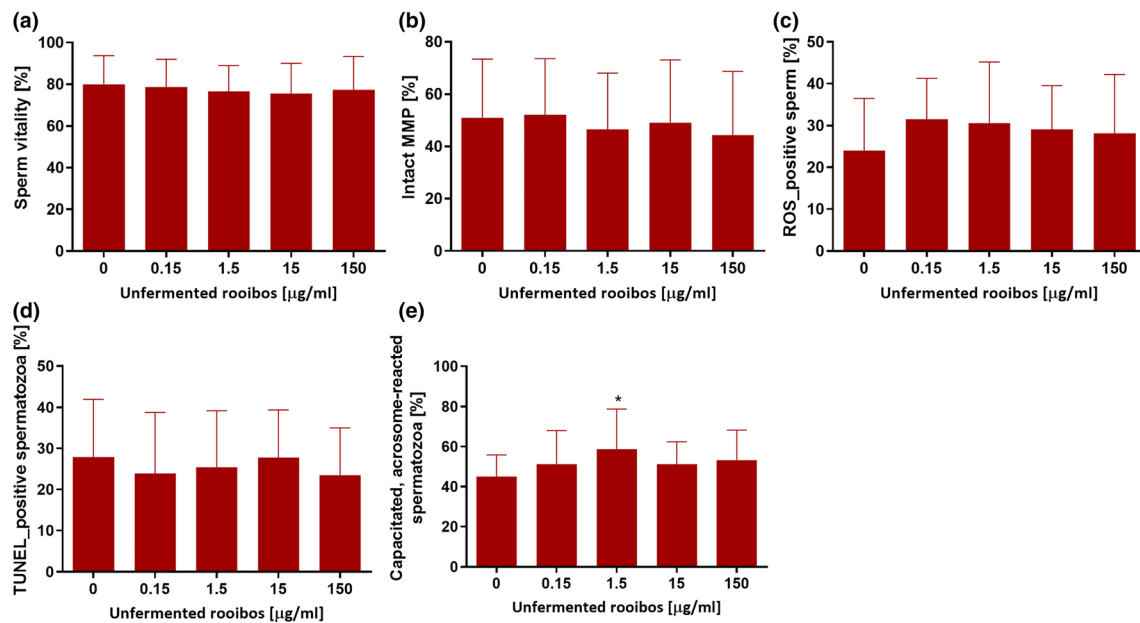 (a)
Sperm vitality [%]
100
80
60
40
20
0
0 0.15 1.5 15 150
Unfermented rooibos [µg/ml]
(b)
Intact MMP [%]
80
60
40
20
0
0 0.15 1.5 15 150
Unfermented rooibos [µg/ml]
(c)
ROS_positive sperm [%]
50
40
30
20
10
0
0 0.15 1.5 15 150
Unfermented rooibos [µg/ml]
(d)
TUNEL_positive spermatozoa [%]
50
40
30
20
10
0
0 0.15 1.5 15 150
Unfermented rooibos [µg/ml]
(e)
Capacitated, acrosome-reacted
spermatozoa [%]
100
80
60
40
20
0
*
0 0.15 1.5 15 150
Unfermented rooibos [µg/ml]